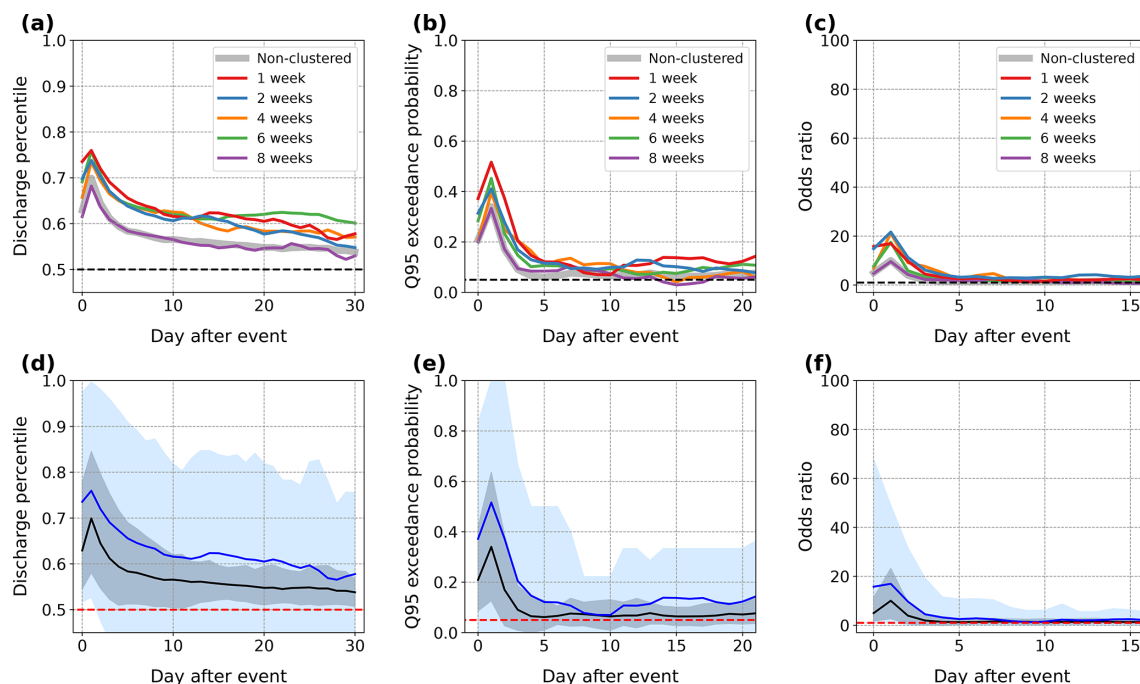 (a)
1.0
0.9
0.8
0.7
0.6
0.5
Discharge percentile
Non-clustered
1 week
2 weeks
4 weeks
6 weeks
8 weeks
0 10 20 30
Day after event
(b)
1.0
0.8
0.6
0.4
0.2
0.0
Q95 exceedance probability
Non-clustered
1 week
2 weeks
4 weeks
6 weeks
8 weeks
0 5 10 15 20
Day after event
(c)
100
80
60
40
20
0
Odds ratio
Non-clustered
1 week
2 weeks
4 weeks
6 weeks
8 weeks
0 5 10 15
Day after event
(d)
1.0
0.9
0.8
0.7
0.6
0.5
Discharge percentile
0 10 20 30
Day after event
(e)
1.0
0.8
0.6
0.4
0.2
0.0
Q95 exceedance probability
0 5 10 15 20
Day after event
(f)
100
80
60
40
20
0
Odds ratio
0 5 10 15
Day after event